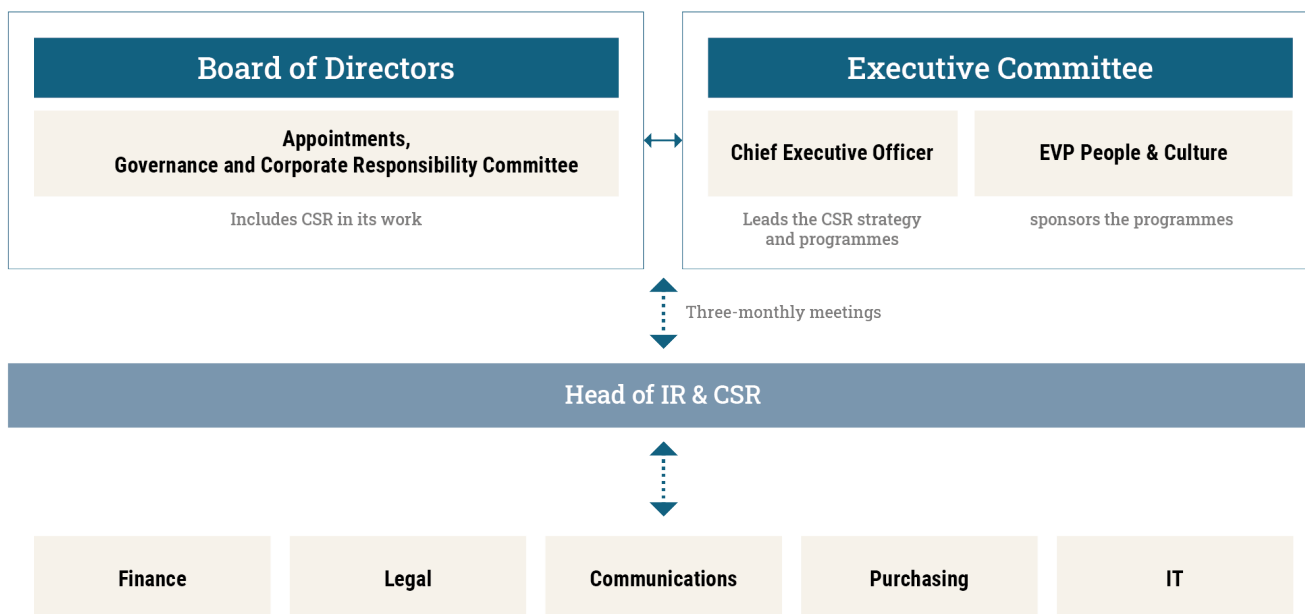 Board of Directors
Executive Committee
Appointments,
Governance and Corporate Responsibility Committee
Chief Executive Officer
EVP People & Culture
Includes CSR in its work
Leads the CSR strategy
and programmes
sponsors the programmes
Three-monthly meetings
Head of IR & CSR
Finance
Legal
Communications
Purchasing
IT